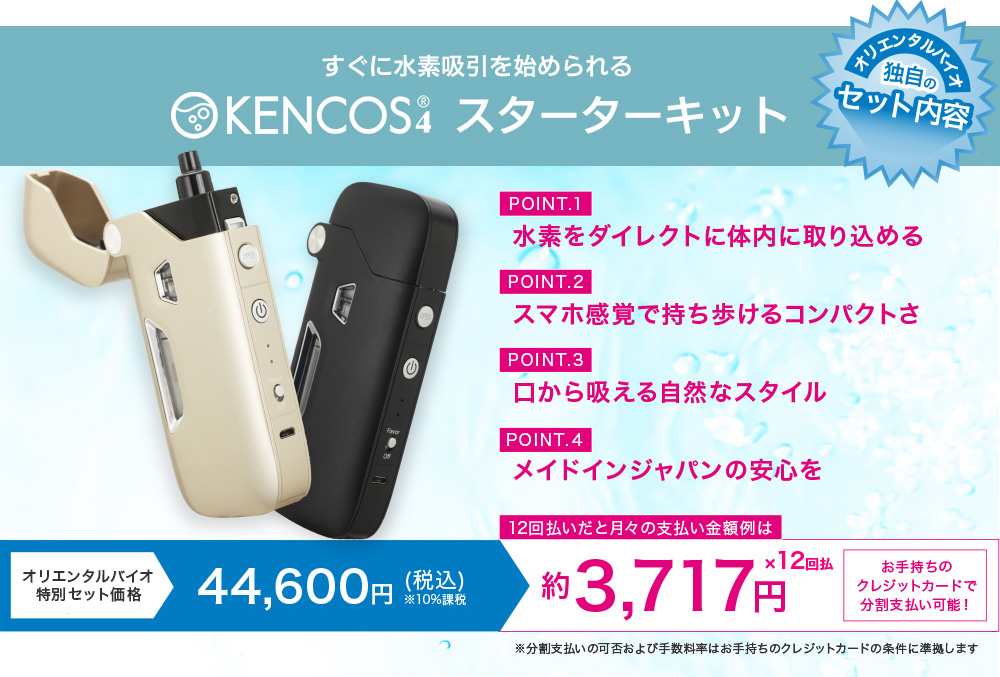 すぐに水素吸引を始められる
KENCOS4® スターターキット
オリエンタルバイオ
独自の
セット内容
POINT.1
水素をダイレクトに体内に取り込める
POINT.2
スマホ感覚で持ち歩けるコンパクトさ
POINT.3
口から吸える自然なスタイル
POINT.4
メイドインジャパンの安心を
Flavor
Off
12回払いだと月々の支払い金額例は
オリエンタルバイオ
特別セット価格
44,600円 (税込)
※10%課税
約3,717円 ×12回払
お手持ちの
クレジットカードで
分割支払い可能!
※分割支払いの可否および手数料率はお手持ちのクレジットカードの条件に準拠します